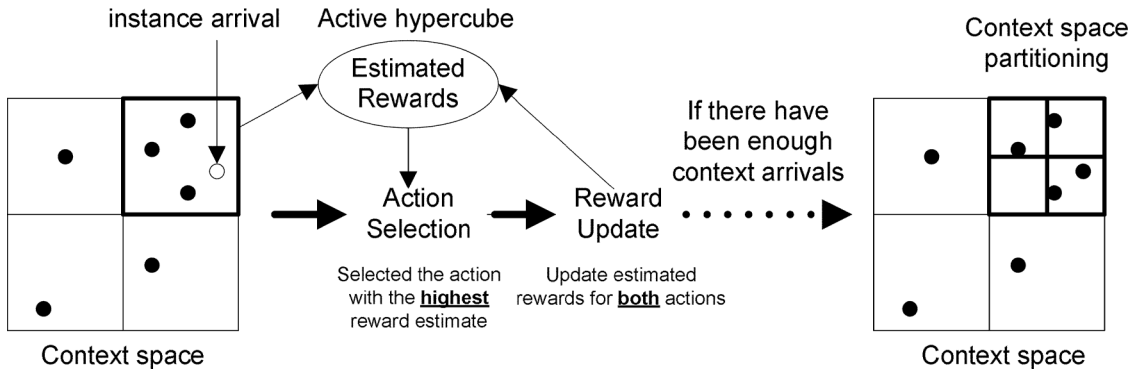 instance arrival
Active hypercube
Estimated
Rewards
Action
Selection
Selected the action
with the highest
reward estimate
Reward
Update
Update estimated
rewards for both actions
If there have
been enough
context arrivals
Context space
partitioning
Context space
Context space